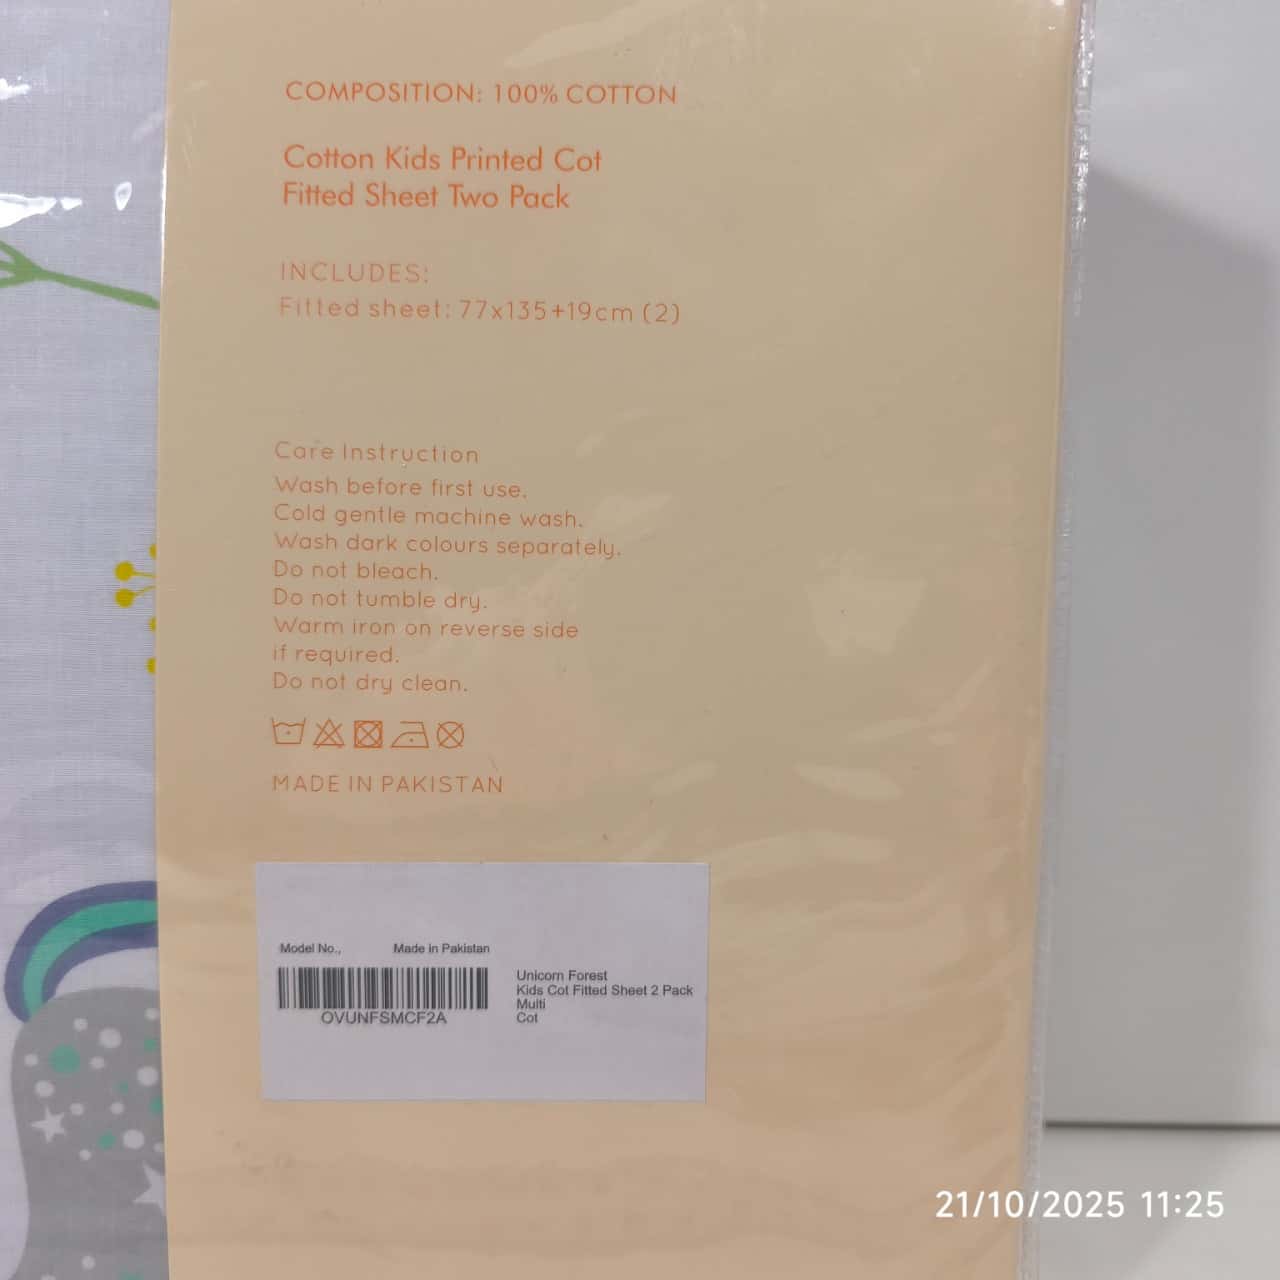 COMPOSITION: 100% COTTON
Cotton Kids Printed Cot
Fitted Sheet Two Pack
INCLUDES:
Fitted sheet: 77x135+19cm (2)
Care Instruction
Wash before first use.
Cold gentle machine wash.
Wash dark colours separately.
Do not bleach.
Do not tumble dry.
Warm iron on reverse side
if required.
Do not dry clean.
MADE IN PAKISTAN
Model No.,
Made in Pakistan
OVUNFSMCF2A
Unicorn Forest
Kids Cot Fitted Sheet 2 Pack
Multi
Cot
21/10/2025 11:25